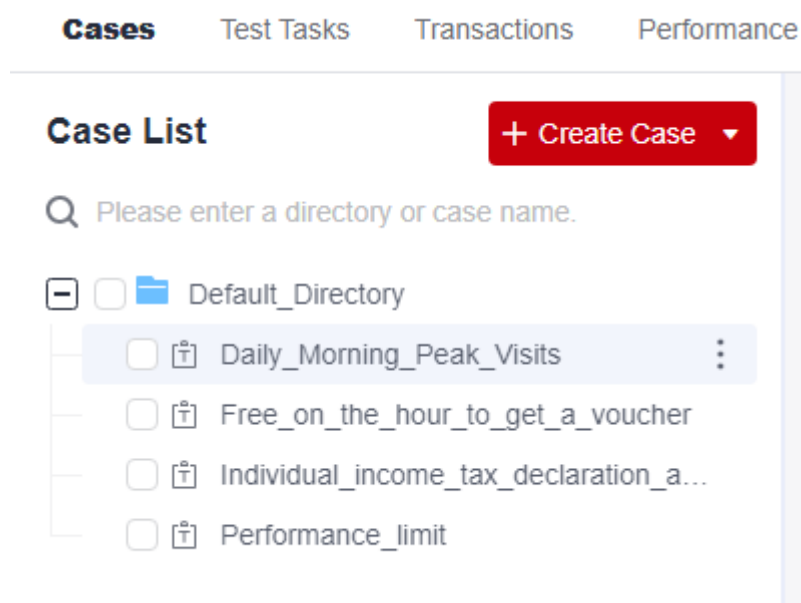 Cases Test Tasks Transactions Performance
Case List
+ Create Case
Please enter a directory or case name.
Default_Directory
Daily_Morning_Peak_Visits
Free_on_the_hour_to_get_a_voucher
Individual_income_tax_declaration_a...
Performance_limit